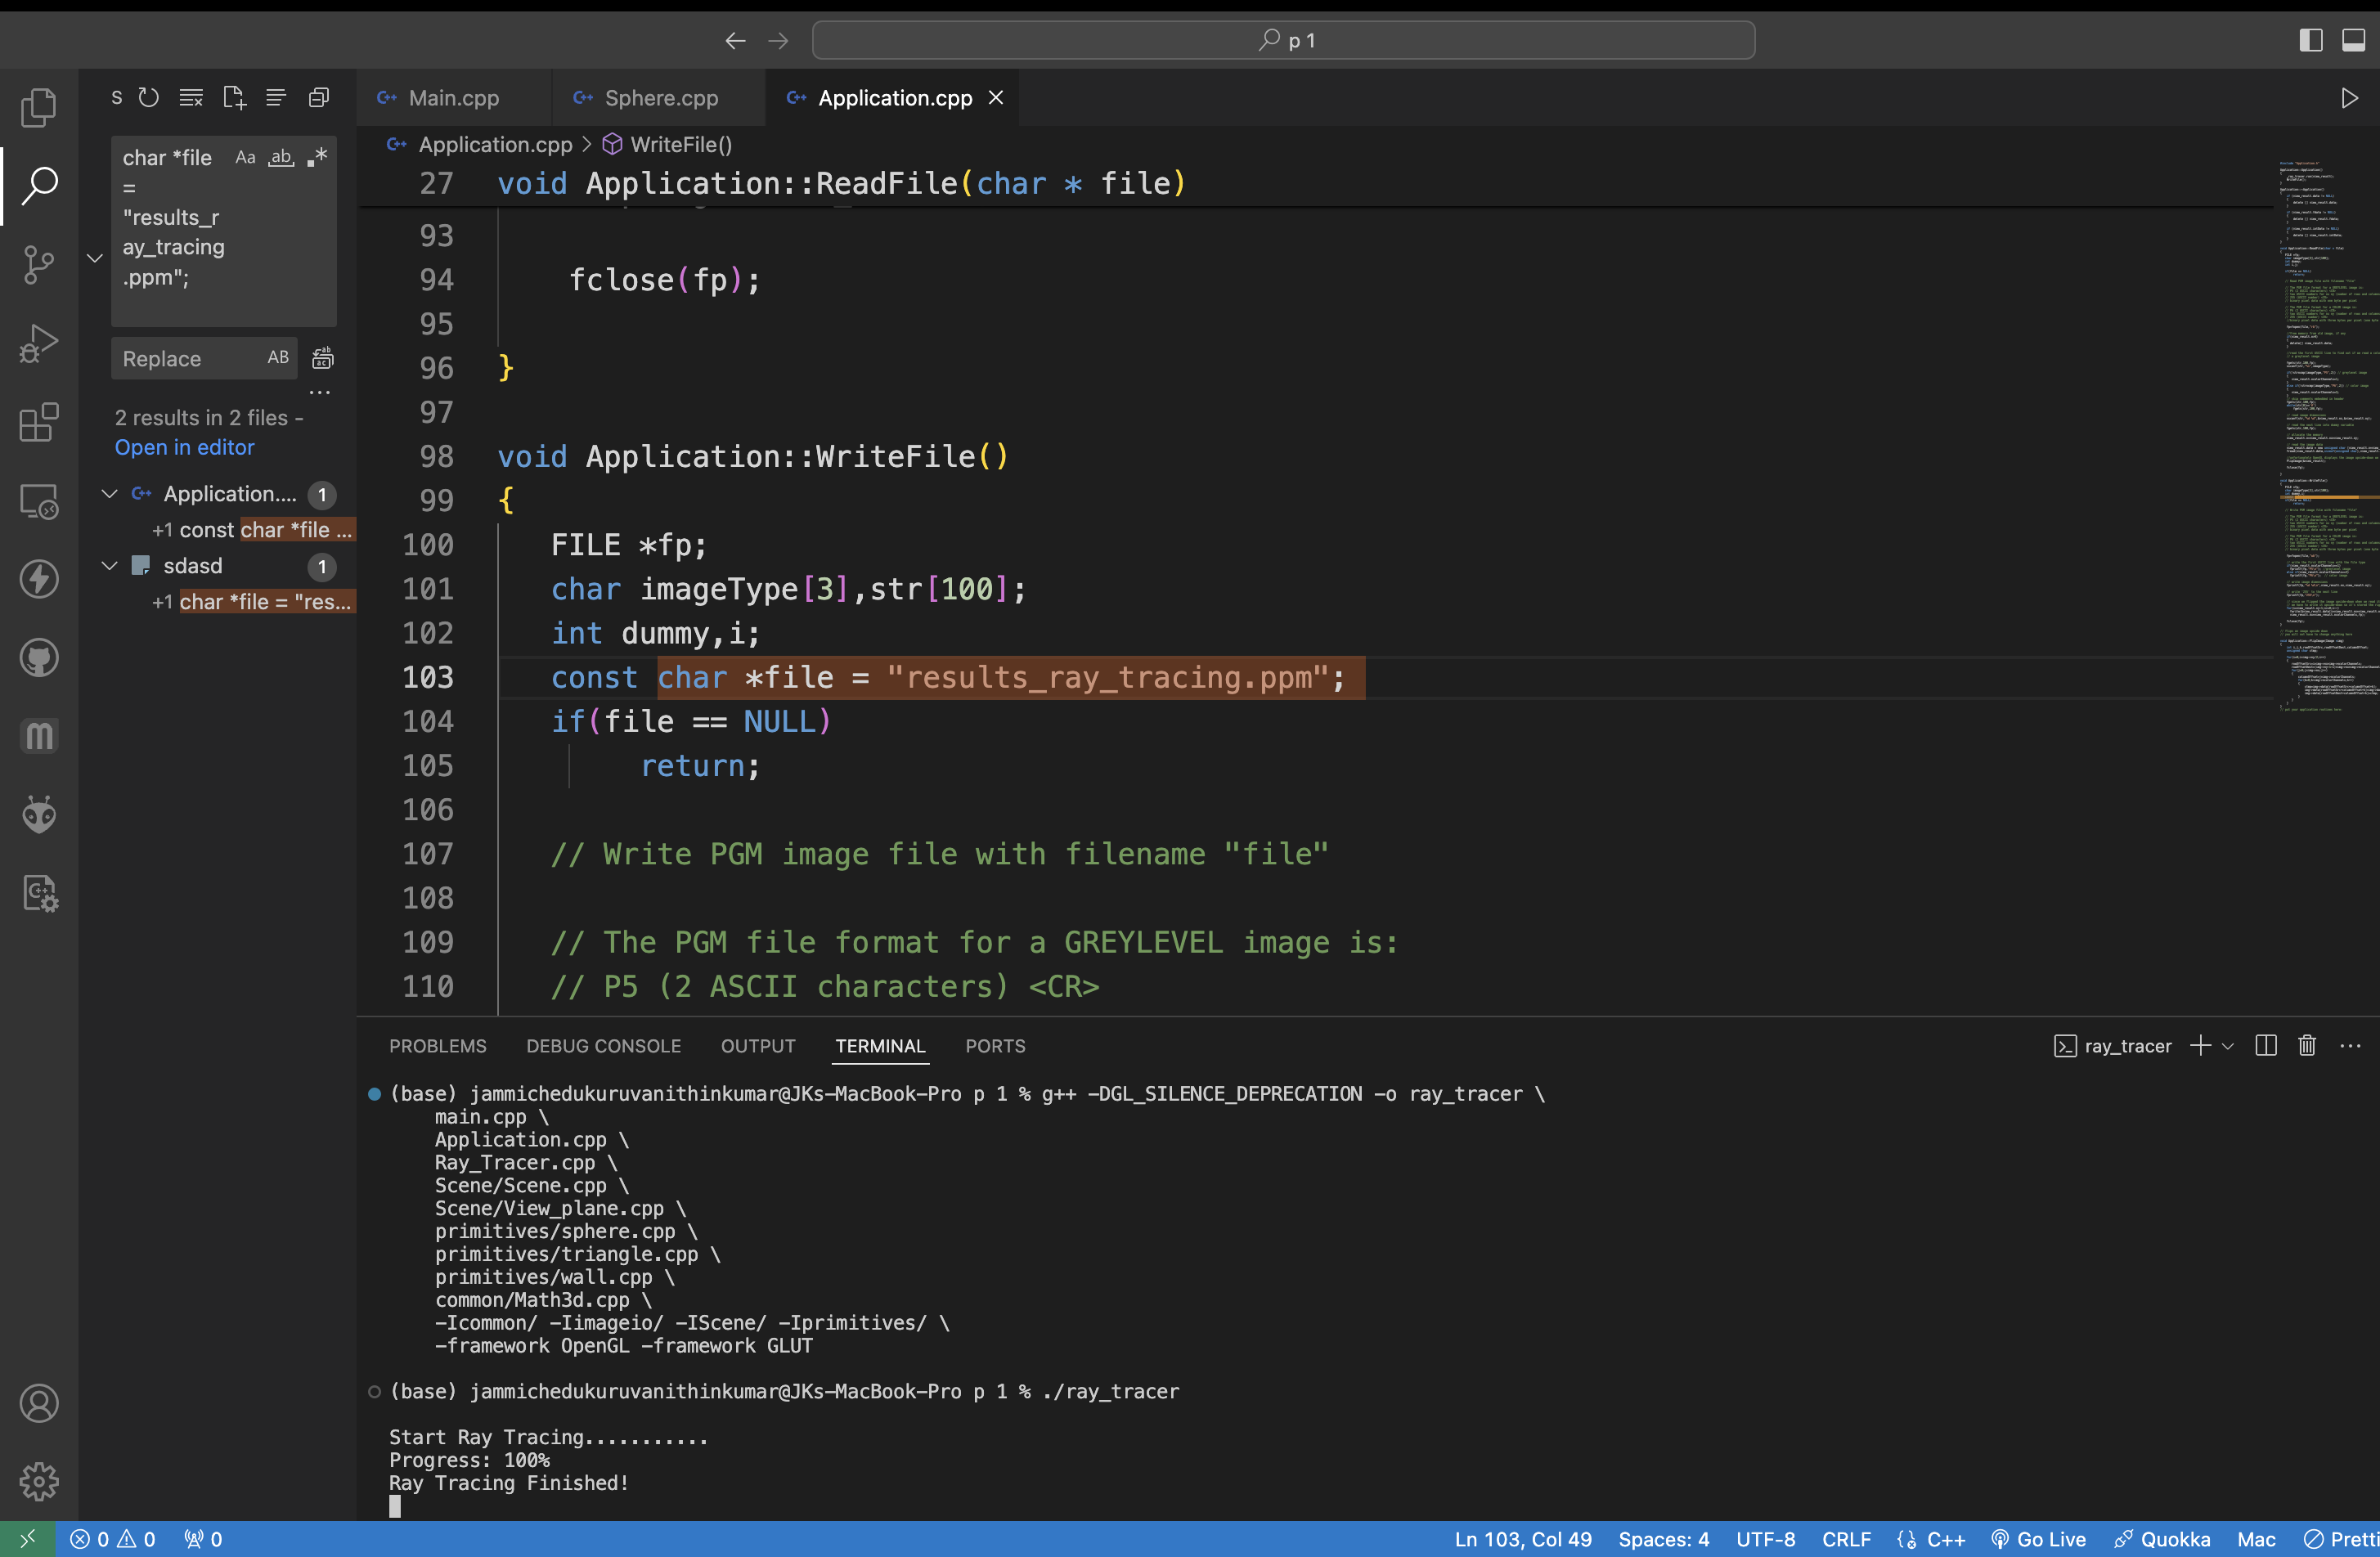 p 1
S
char *file
=
"results_r
ay_tracing
.ppm";
Aa ab .*
Replace AB
...
2 results in 2 files -
Open in editor
Application.... 1
+1 const char *file ...
sdasd 1
+1 char *file = "res...
Main.cpp Sphere.cpp Application.cpp
Application.cpp > WriteFile()
27 void Application::ReadFile(char * file)
93
94 fclose(fp);
95
96 }
97
98 void Application::WriteFile()
99 {
100 FILE *fp;
101 char imageType[3],str[100];
102 int dummy,i;
103 const char *file = "results_ray_tracing.ppm";
104 if(file == NULL)
105 return;
106
107 // Write PGM image file with filename "file"
108
109 // The PGM file format for a GREYLEVEL image is:
110 // P5 (2 ASCII characters) <CR>
PROBLEMS DEBUG CONSOLE OUTPUT TERMINAL PORTS
ray_tracer
(base) jammichedukuruvanithinkumar@JKs-MacBook-Pro p 1 % g++ -DGL_SILENCE_DEPRECATION -o ray_tracer \
main.cpp \
Application.cpp \
Ray_Tracer.cpp \
Scene/Scene.cpp \
Scene/View_plane.cpp \
primitives/sphere.cpp \
primitives/triangle.cpp \
primitives/wall.cpp \
common/Math3d.cpp \
-Icommon/ -Iimageio/ -IScene/ -Iprimitives/ \
-framework OpenGL -framework GLUT
(base) jammichedukuruvanithinkumar@JKs-MacBook-Pro p 1 % ./ray_tracer
Start Ray Tracing...........
Progress: 100%
Ray Tracing Finished!
0 0 0
Ln 103, Col 49 Spaces: 4 UTF-8 CRLF C++ Go Live Quokka Mac Pretti